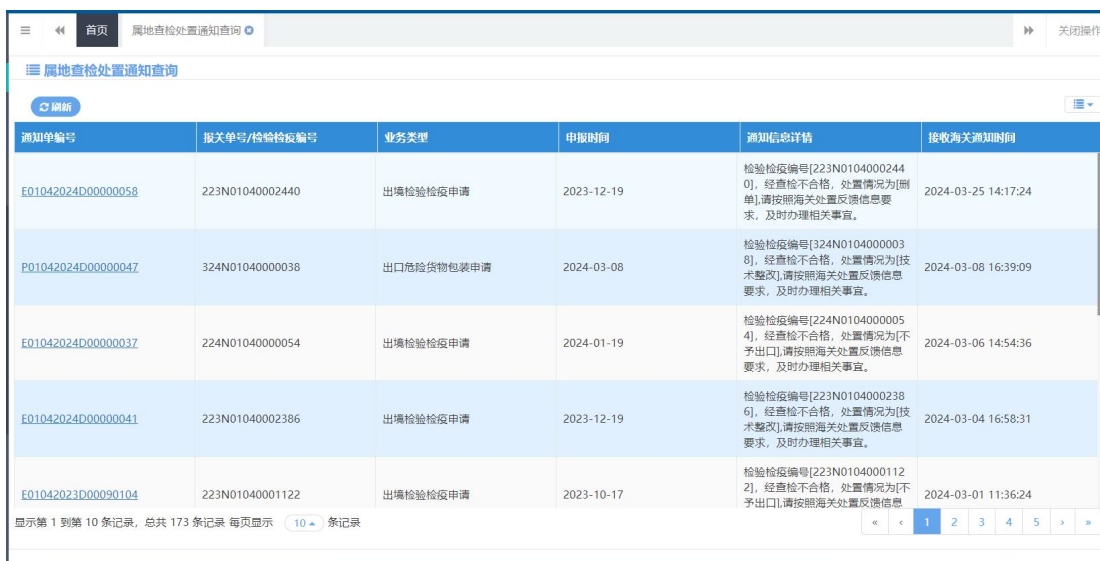 首页 属地查检处置通知查询 关闭操作
属地查检处置通知查询
刷新
通知单编号 报关单号/检验检疫编号 业务类型 申报时间 通知信息详情 接收海关通知时间
E01042024D00000058 223N01040002440 出境检验检疫申请 2023-12-19 检验检疫编号[223N0104000244
0]，经查检不合格，处置情况为[删
单],请按照海关处置反馈信息要
求，及时办理相关事宜。 2024-03-25 14:17:24
P01042024D00000047 324N01040000038 出口危险货物包装申请 2024-03-08 检验检疫编号[324N0104000003
8]，经查检不合格，处置情况为[技
术整改],请按照海关处置反馈信息
要求，及时办理相关事宜。 2024-03-08 16:39:09
E01042024D00000037 224N01040000054 出境检验检疫申请 2024-01-19 检验检疫编号[224N0104000005
4]，经查检不合格，处置情况为[不
予出口],请按照海关处置反馈信息
要求，及时办理相关事宜。 2024-03-06 14:54:36
E01042024D00000041 223N01040002386 出境检验检疫申请 2023-12-19 检验检疫编号[223N0104000238
6]，经查检不合格，处置情况为[技
术整改],请按照海关处置反馈信息
要求，及时办理相关事宜。 2024-03-04 16:58:31
E01042023D00090104 223N01040001122 出境检验检疫申请 2023-10-17 检验检疫编号[223N0104000112
2]，经查检不合格，处置情况为[不
予出口],请按照海关处置反馈信息 2024-03-01 11:36:24
显示第 1 到第 10 条记录，总共 173 条记录 每页显示 10 条记录 « ‹ 1 2 3 4 5 › »